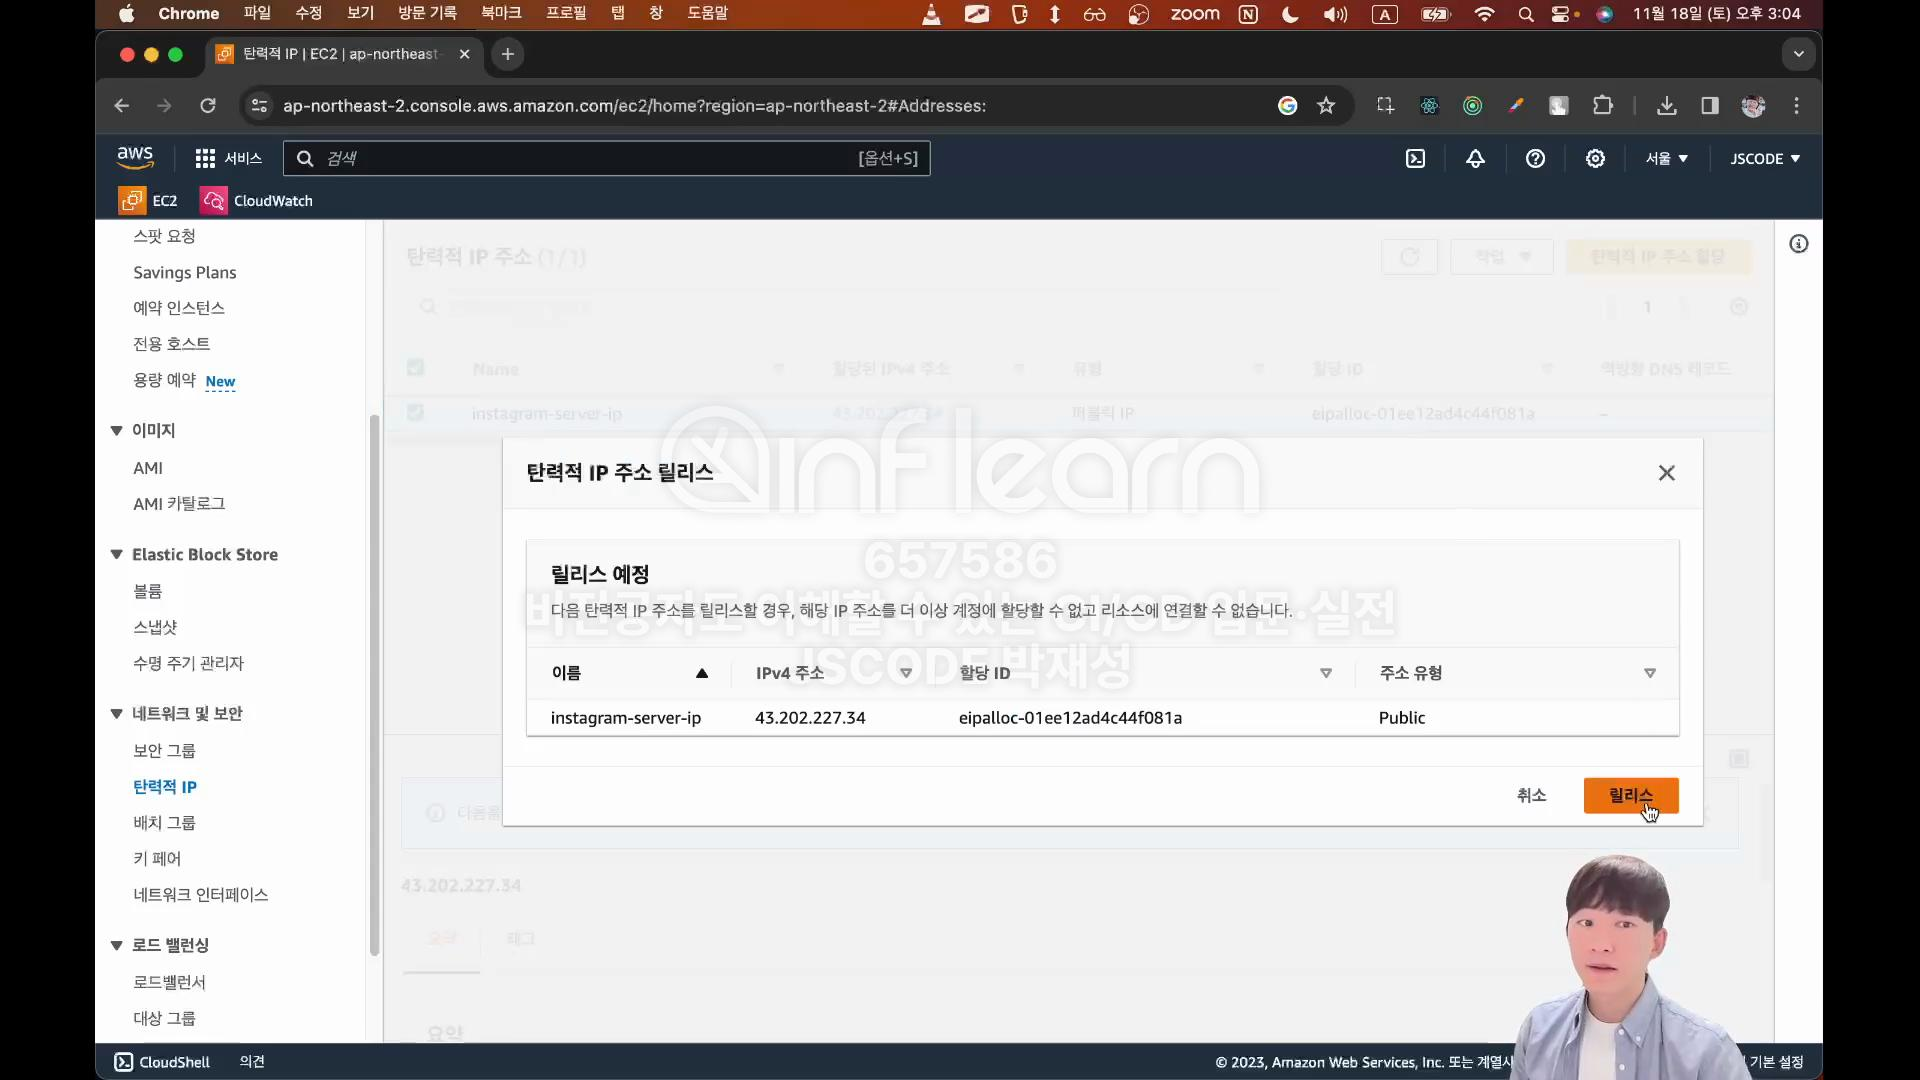 Chrome 파일 수정 보기 방문 기록 북마크 프로필 탭 창 도움말 zoom A 11월 18일 (토) 오후 3:04
탄력적 IP | EC2 | ap-northeast-
ap-northeast-2.console.aws.amazon.com/ec2/home?region=ap-northeast-2#Addresses:
aws 서비스 검색 [옵션+S] 서울 JSCODE
EC2 CloudWatch
스팟 요청
Savings Plans
예약 인스턴스
전용 호스트
용량 예약 New
이미지
AMI
AMI 카탈로그
Elastic Block Store
볼륨
스냅샷
수명 주기 관리자
네트워크 및 보안
보안 그룹
탄력적 IP
배치 그룹
키 페어
네트워크 인터페이스
로드 밸런싱
로드밸런서
대상 그룹
탄력적 IP 주소 (1/1)
작업 탄력적 IP 주소 할당
1
Name 할당된 IPv4 주소 유형 할당 ID 역방향 DNS 레코드
instagram-server-ip 43.202.227.34 퍼블릭 IP eipalloc-01ee12ad4c44f081a –
탄력적 IP 주소 릴리스
릴리스 예정
다음 탄력적 IP 주소를 릴리스할 경우, 해당 IP 주소를 더 이상 계정에 할당할 수 없고 리소스에 연결할 수 없습니다.
이름 IPv4 주소 할당 ID 주소 유형
instagram-server-ip 43.202.227.34 eipalloc-01ee12ad4c44f081a Public
취소 릴리스
inflearn
657586
비전공자도 이해할 수 있는 CI/CD 입문·실전
JSCODE 박재성
43.202.227.34
요약 태그
요약
CloudShell 의견
© 2023, Amazon Web Services, Inc. 또는 계열사
기본 설정